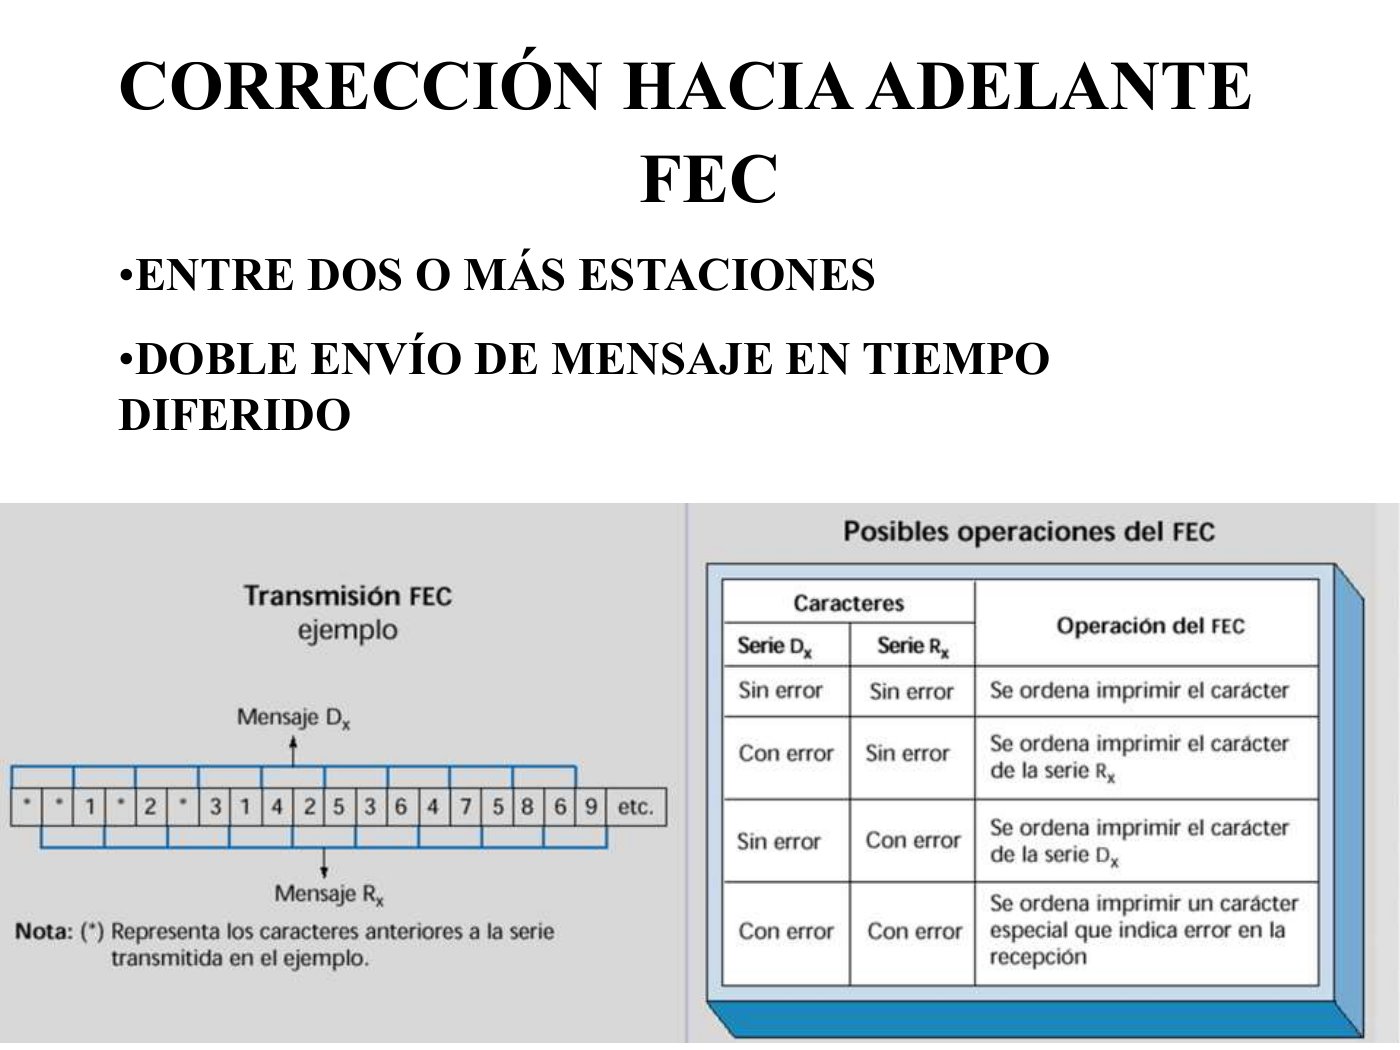 CORRECCIÓN HACIA ADELANTE
FEC
•ENTRE DOS O MÁS ESTACIONES
•DOBLE ENVÍO DE MENSAJE EN TIEMPO
DIFERIDO
Transmisión FEC
ejemplo
Mensaje Dx
* * 1 * 2 * 3 1 4 2 5 3 6 4 7 5 8 6 9 etc.
Mensaje Rx
Nota: (*) Representa los caracteres anteriores a la serie
transmitida en el ejemplo.
Posibles operaciones del FEC
Caracteres
Operación del FEC
Serie Dx
Serie Rx
Sin error
Sin error
Se ordena imprimir el carácter
Con error
Sin error
Se ordena imprimir el carácter
de la serie Rx
Sin error
Con error
Se ordena imprimir el carácter
de la serie Dx
Con error
Con error
Se ordena imprimir un carácter
especial que indica error en la
recepción